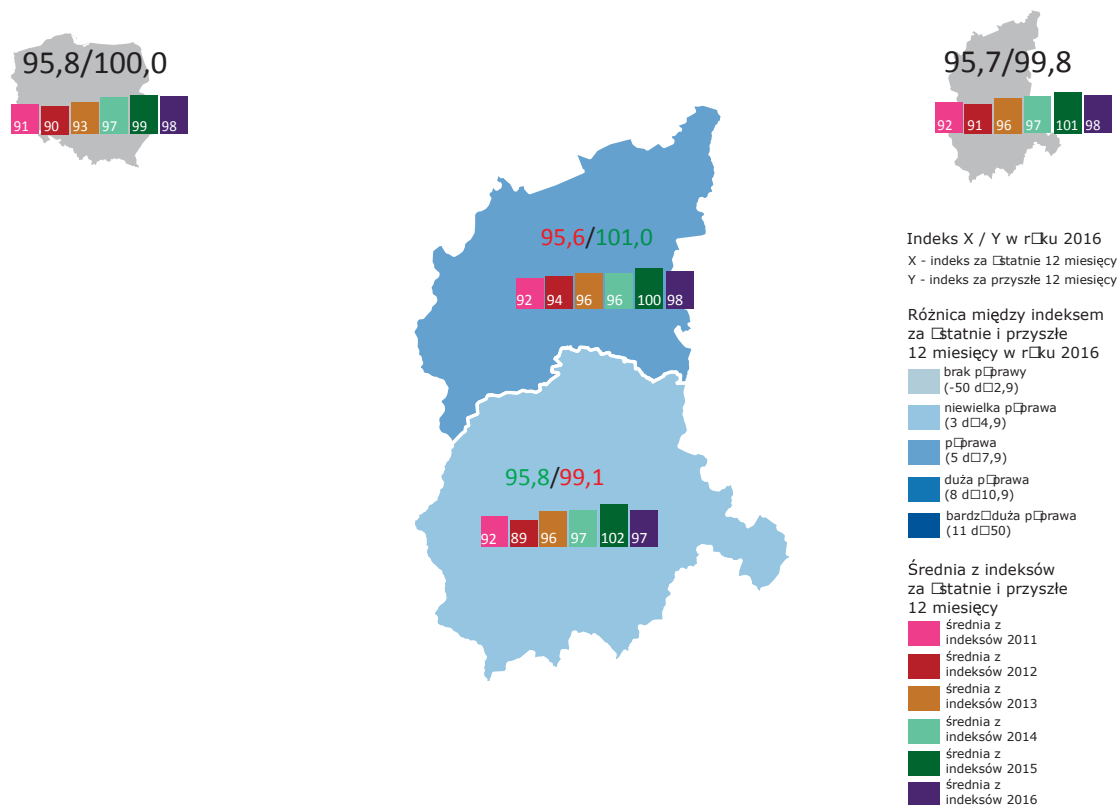 95,8/100,0
91 90 93 97 99 98
95,7/99,8
92 91 96 97 101 98
95,6/101,0
92 94 96 96 100 98
95,8/99,1
92 89 96 97 102 97
Indeks X / Y w r□ku 2016
X - indeks za □statnie 12 miesięcy
Y - indeks za przyszłe 12 miesięcy
Różnica między indeksem
za □statnie i przyszłe
12 miesięcy w r□ku 2016
brak p□prawy
(-50 d□2,9)
niewielka p□prawa
(3 d□4,9)
p□prawa
(5 d□7,9)
duża p□prawa
(8 d□10,9)
bardz□duża p□prawa
(11 d□50)
Średnia z indeksów
za □statnie i przyszłe
12 miesięcy
średnia z
indeksów 2011
średnia z
indeksów 2012
średnia z
indeksów 2013
średnia z
indeksów 2014
średnia z
indeksów 2015
średnia z
indeksów 2016